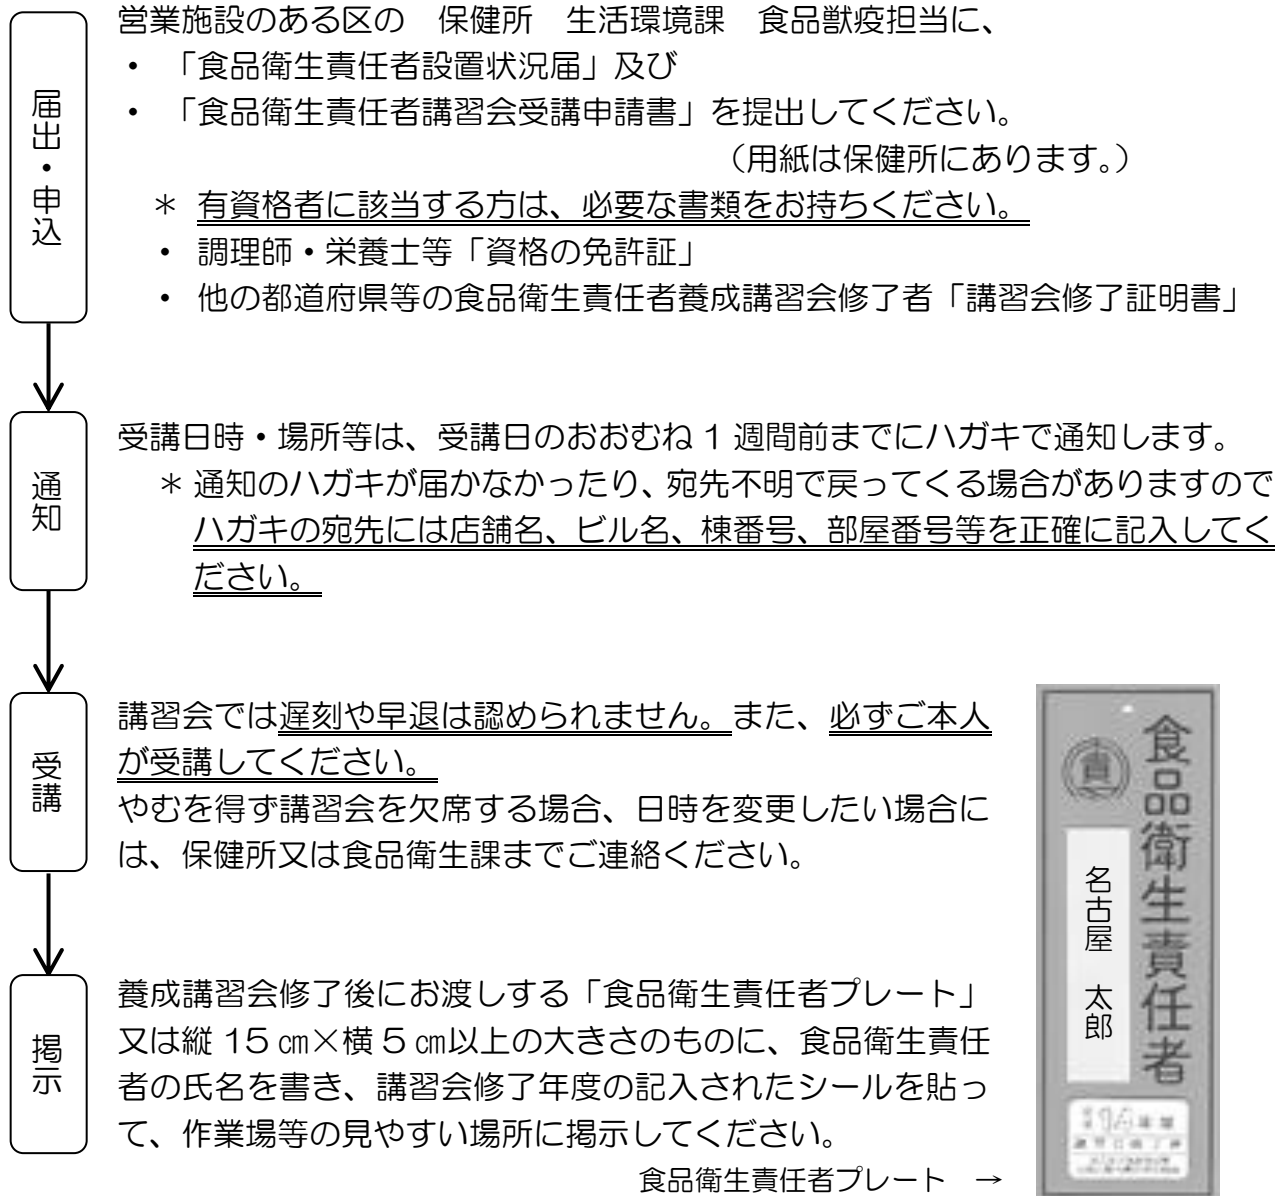 届出・申込
営業施設のある区の　保健所　生活環境課　食品獣疫担当に、
・「食品衛生責任者設置状況届」及び
・「食品衛生責任者講習会受講申請書」を提出してください。
（用紙は保健所にあります。）
＊ 有資格者に該当する方は、必要な書類をお持ちください。
・ 調理師・栄養士等「資格の免許証」
・ 他の都道府県等の食品衛生責任者養成講習会修了者「講習会修了証明書」
通知
受講日時・場所等は、受講日のおおむね 1 週間前までにハガキで通知します。
＊ 通知のハガキが届かなかったり、宛先不明で戻ってくる場合がありますので
ハガキの宛先には店舗名、ビル名、棟番号、部屋番号等を正確に記入してく
ださい。
受講
講習会では遅刻や早退は認められません。また、必ずご本人
が受講してください。
やむを得ず講習会を欠席する場合、日時を変更したい場合に
は、保健所又は食品衛生課までご連絡ください。
掲示
養成講習会修了後にお渡しする「食品衛生責任者プレート」
又は縦 15 ㎝×横 5 ㎝以上の大きさのものに、食品衛生責任
者の氏名を書き、講習会修了年度の記入されたシールを貼っ
て、作業場等の見やすい場所に掲示してください。
食品衛生責任者プレート　→
食品衛生責任者
責
名古屋　太郎
14年度